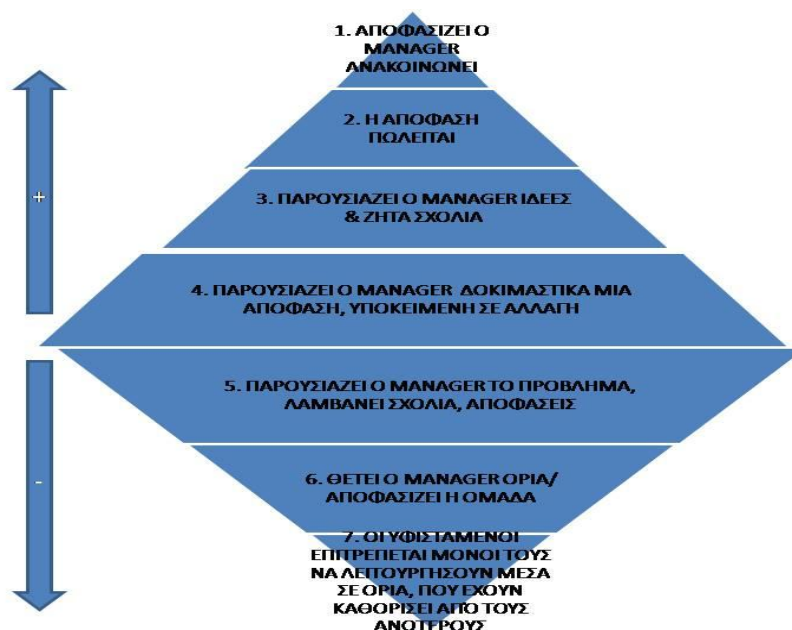 1. ΑΠΟΦΑΣΙΖΕΙ Ο
MANAGER
ΑΝΑΚΟΙΝΩΝΕΙ
2. Η ΑΠΟΦΑΣΗ
ΠΩΛΕΙΤΑΙ
+
3. ΠΑΡΟΥΣΙΑΖΕΙ Ο MANAGER ΙΔΕΕΣ
& ΖΗΤΑ ΣΧΟΛΙΑ
4. ΠΑΡΟΥΣΙΑΖΕΙ Ο MANAGER ΔΟΚΙΜΑΣΤΙΚΑ ΜΙΑ
ΑΠΟΦΑΣΗ, ΥΠΟΚΕΙΜΕΝΗ ΣΕ ΑΛΛΑΓΗ
5. ΠΑΡΟΥΣΙΑΖΕΙ Ο MANAGER ΤΟ ΠΡΟΒΛΗΜΑ,
ΛΑΜΒΑΝΕΙ ΣΧΟΛΙΑ, ΑΠΟΦΑΣΕΙΣ
-
6. ΘΕΤΕΙ Ο MANAGER ΟΡΙΑ/
ΑΠΟΦΑΣΙΖΕΙ Η ΟΜΑΔΑ
7. ΟΙ ΥΦΙΣΤΑΜΕΝΟΙ
ΕΠΙΤΡΕΠΕΤΑΙ ΜΟΝΟΙ ΤΟΥΣ
ΝΑ ΛΕΙΤΟΥΡΓΗΣΟΥΝ ΜΕΣΑ
ΣΕ ΟΡΙΑ, ΠΟΥ ΕΧΟΥΝ
ΚΑΘΟΡΙΣΕΙ ΑΠΟ ΤΟΥΣ
ΑΝΩΤΕΡΟΥΣ